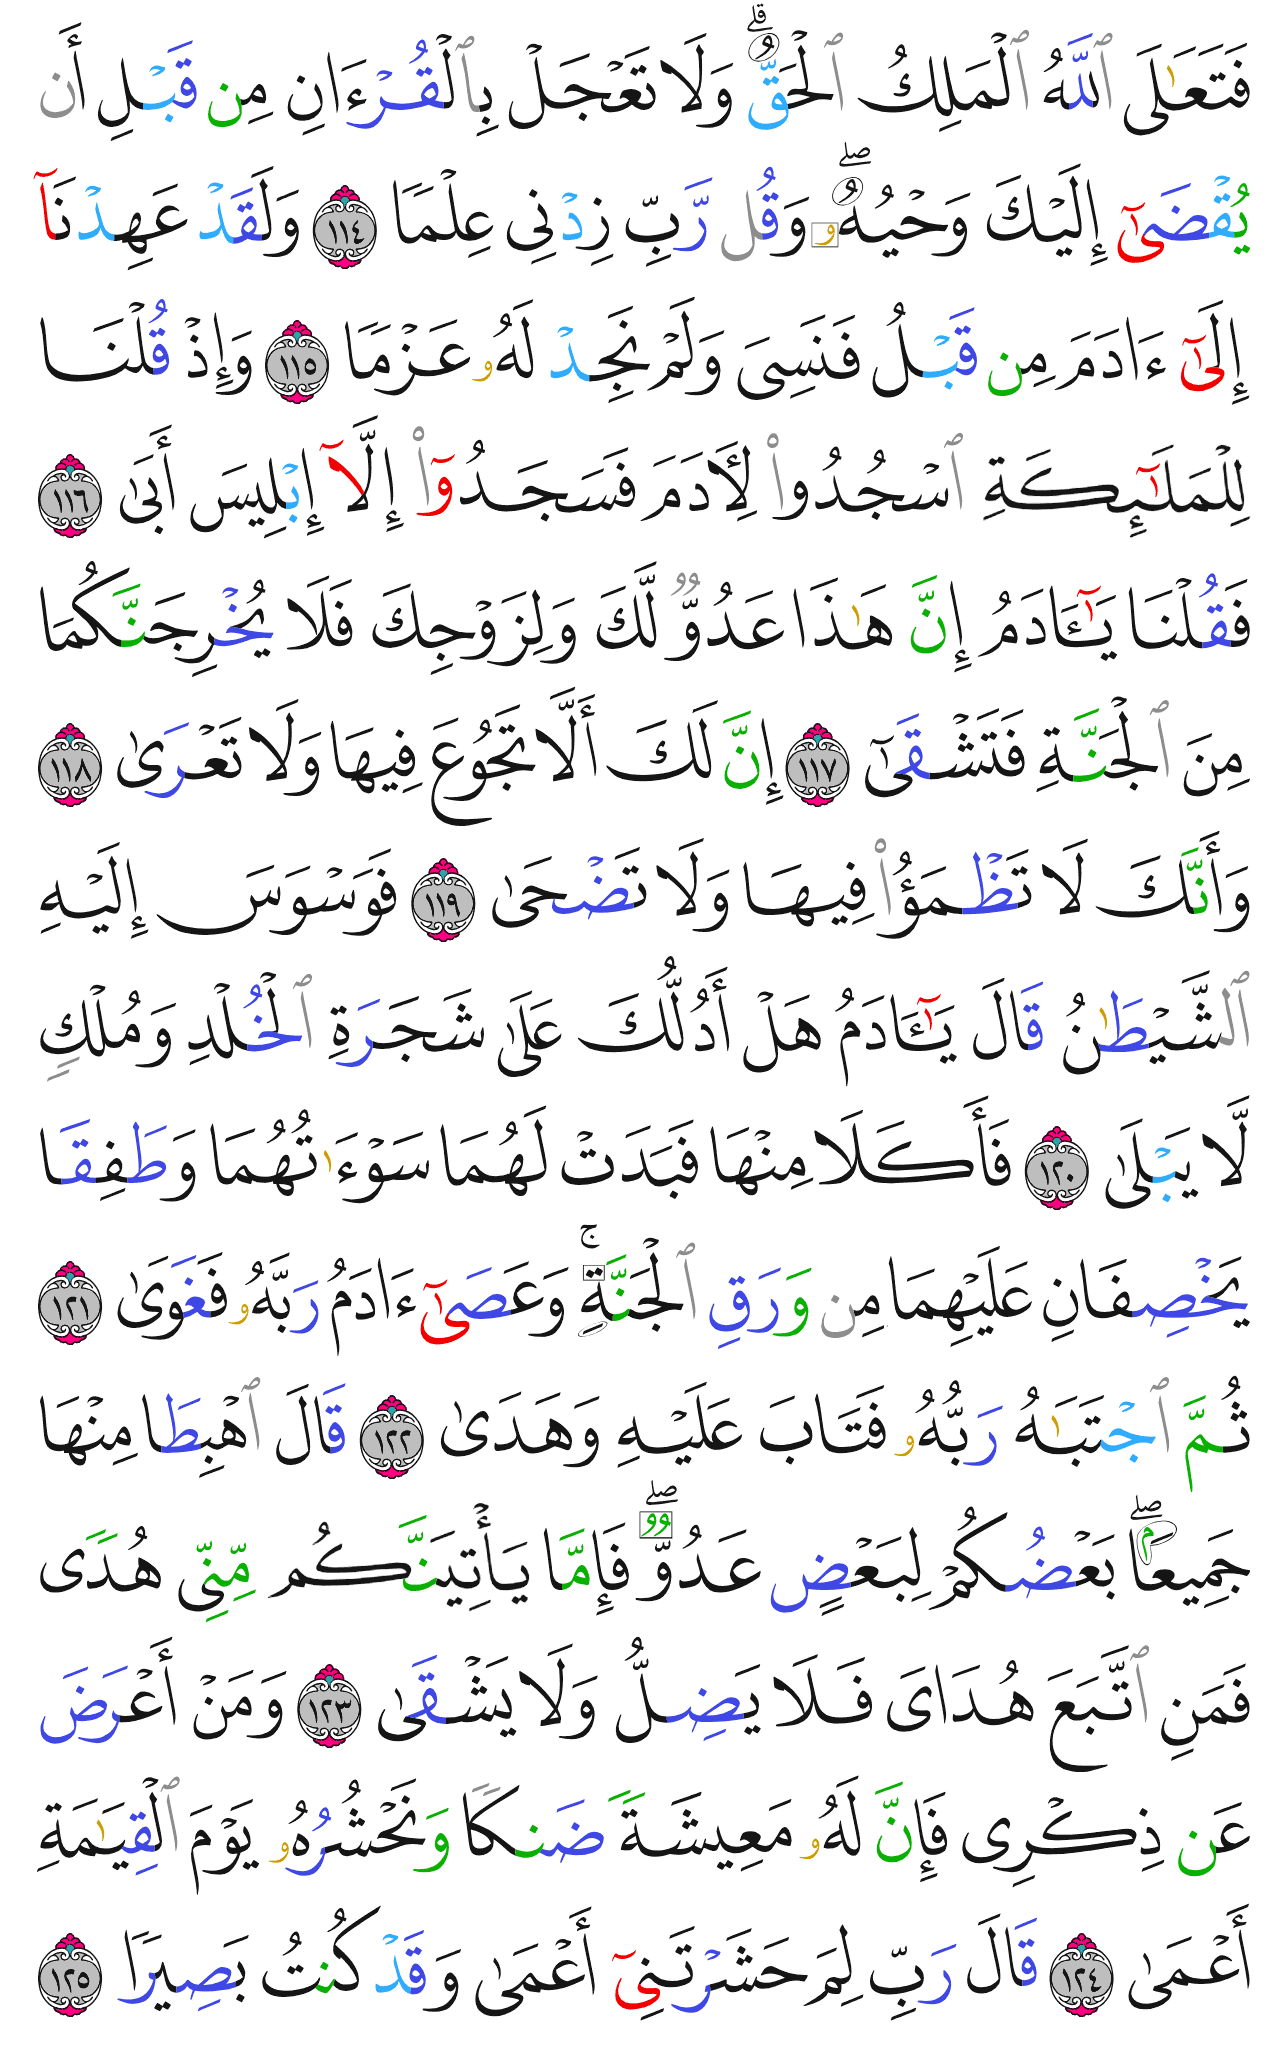 فَتَعَـٰلَى ٱللَّهُ ٱلْمَلِكُ ٱلْحَقُّ ۗ وَلَا تَعْجَلْ بِٱلْقُرْءَانِ مِن قَبْلِ أَن
يُقْضَىٰٓ إِلَيْكَ وَحْيُهُۥ ۖ وَقُل رَّبِّ زِدْنِى عِلْمًا ١١٤ وَلَقَدْ عَهِدْنَآ
إِلَىٰٓ ءَادَمَ مِن قَبْلُ فَنَسِىَ وَلَمْ نَجِدْ لَهُۥ عَزْمًا ١١٥ وَإِذْ قُلْنَا
لِلْمَلَـٰٓئِكَةِ ٱسْجُدُوا۟ لِـَٔادَمَ فَسَجَدُوٓا۟ إِلَّآ إِبْلِيسَ أَبَىٰ ١١٦
فَقُلْنَا يَـٰٓـَٔادَمُ إِنَّ هَـٰذَا عَدُوٌّ لَّكَ وَلِزَوْجِكَ فَلَا يُخْرِجَنَّكُمَا
مِنَ ٱلْجَنَّةِ فَتَشْقَىٰٓ ١١٧ إِنَّ لَكَ أَلَّا تَجُوعَ فِيهَا وَلَا تَعْرَىٰ ١١٨
وَأَنَّكَ لَا تَظْمَؤُا۟ فِيهَا وَلَا تَضْحَىٰ ١١٩ فَوَسْوَسَ إِلَيْهِ
ٱلشَّيْطَـٰنُ قَالَ يَـٰٓـَٔادَمُ هَلْ أَدُلُّكَ عَلَىٰ شَجَرَةِ ٱلْخُلْدِ وَمُلْكٍ
لَّا يَبْلَىٰ ١٢٠ فَأَكَلَا مِنْهَا فَبَدَتْ لَهُمَا سَوْءَٰتُهُمَا وَطَفِقَا
يَخْصِفَانِ عَلَيْهِمَا مِن وَرَقِ ٱلْجَنَّةِ ۚ وَعَصَىٰٓ ءَادَمُ رَبَّهُۥ فَغَوَىٰ ١٢١
ثُمَّ ٱجْتَبَـٰهُ رَبُّهُۥ فَتَابَ عَلَيْهِ وَهَدَىٰ ١٢٢ قَالَ ٱهْبِطَا مِنْهَا
جَمِيعًۢا ۖ بَعْضُكُمْ لِبَعْضٍ عَدُوٌّ ۖ فَإِمَّا يَأْتِيَنَّكُم مِّنِّى هُدًى
فَمَنِ ٱتَّبَعَ هُدَاىَ فَلَا يَضِلُّ وَلَا يَشْقَىٰ ١٢٣ وَمَنْ أَعْرَضَ
عَن ذِكْرِى فَإِنَّ لَهُۥ مَعِيشَةً ضَنكًا وَنَحْشُرُهُۥ يَوْمَ ٱلْقِيَـٰمَةِ
أَعْمَىٰ ١٢٤ قَالَ رَبِّ لِمَ حَشَرْتَنِىٓ أَعْمَىٰ وَقَدْ كُنتُ بَصِيرًا ١٢٥